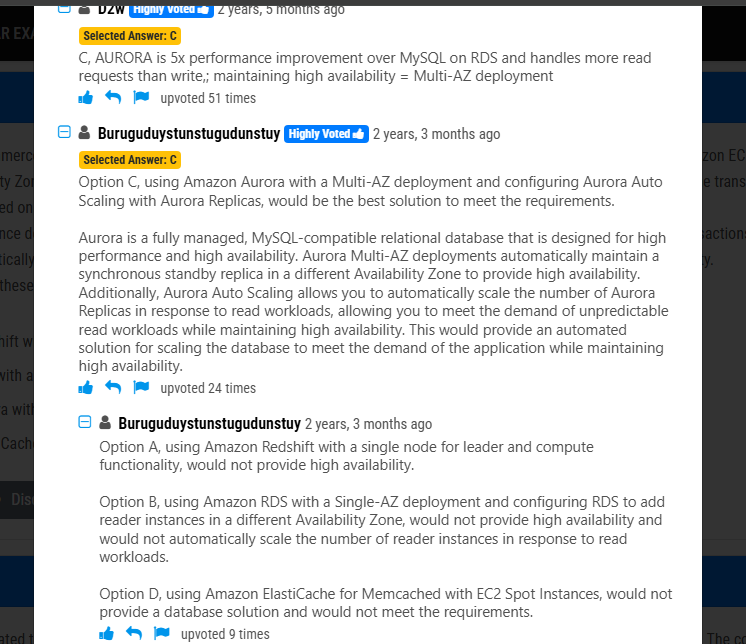 R EXA
D2W Highly Voted 2 years, 5 months ago
Selected Answer: C
C, AURORA is 5x performance improvement over MySQL on RDS and handles more read
requests than write,; maintaining high availability = Multi-AZ deployment
upvoted 51 times
Buruguduystunstugudunstuy Highly Voted 2 years, 3 months ago
Selected Answer: C
Option C, using Amazon Aurora with a Multi-AZ deployment and configuring Aurora Auto
Scaling with Aurora Replicas, would be the best solution to meet the requirements.
Aurora is a fully managed, MySQL-compatible relational database that is designed for high
performance and high availability. Aurora Multi-AZ deployments automatically maintain a
synchronous standby replica in a different Availability Zone to provide high availability.
Additionally, Aurora Auto Scaling allows you to automatically scale the number of Aurora
Replicas in response to read workloads, allowing you to meet the demand of unpredictable
read workloads while maintaining high availability. This would provide an automated
solution for scaling the database to meet the demand of the application while maintaining
high availability.
upvoted 24 times
Buruguduystunstugudunstuy 2 years, 3 months ago
Option A, using Amazon Redshift with a single node for leader and compute
functionality, would not provide high availability.
Option B, using Amazon RDS with a Single-AZ deployment and configuring RDS to add
reader instances in a different Availability Zone, would not provide high availability and
would not automatically scale the number of reader instances in response to read
workloads.
Option D, using Amazon ElastiCache for Memcached with EC2 Spot Instances, would not
provide a database solution and would not meet the requirements.
upvoted 9 times